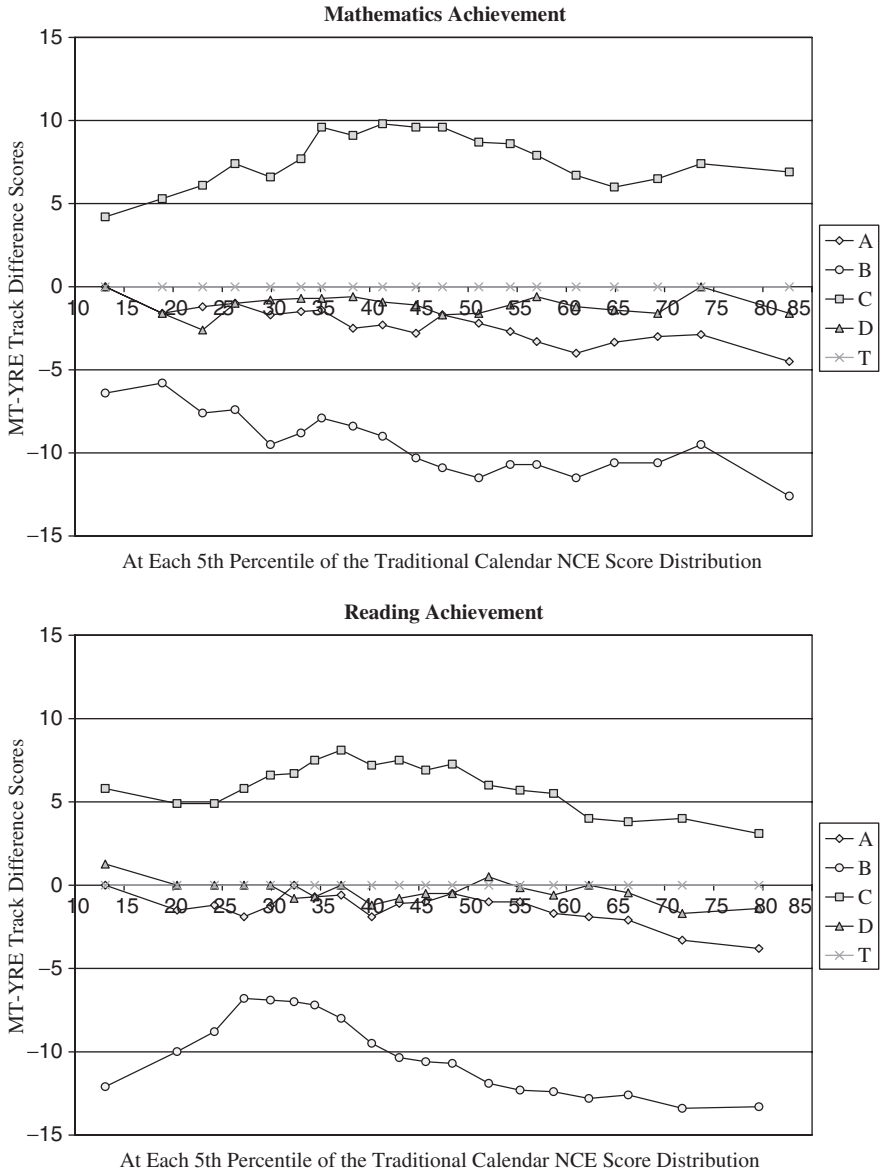 Mathematics Achievement
15
10
5
0
10 15 20 25 30 35 40 45 50 55 60 65 70 75 80 85
−5
−10
−15
MT-YRE Track Difference Scores
At Each 5th Percentile of the Traditional Calendar NCE Score Distribution
A
B
C
D
T
Reading Achievement
15
10
5
0
10 15 20 25 30 35 40 45 50 55 60 65 70 75 80 85
−5
−10
−15
MT-YRE Track Difference Scores
At Each 5th Percentile of the Traditional Calendar NCE Score Distribution
A
B
C
D
T